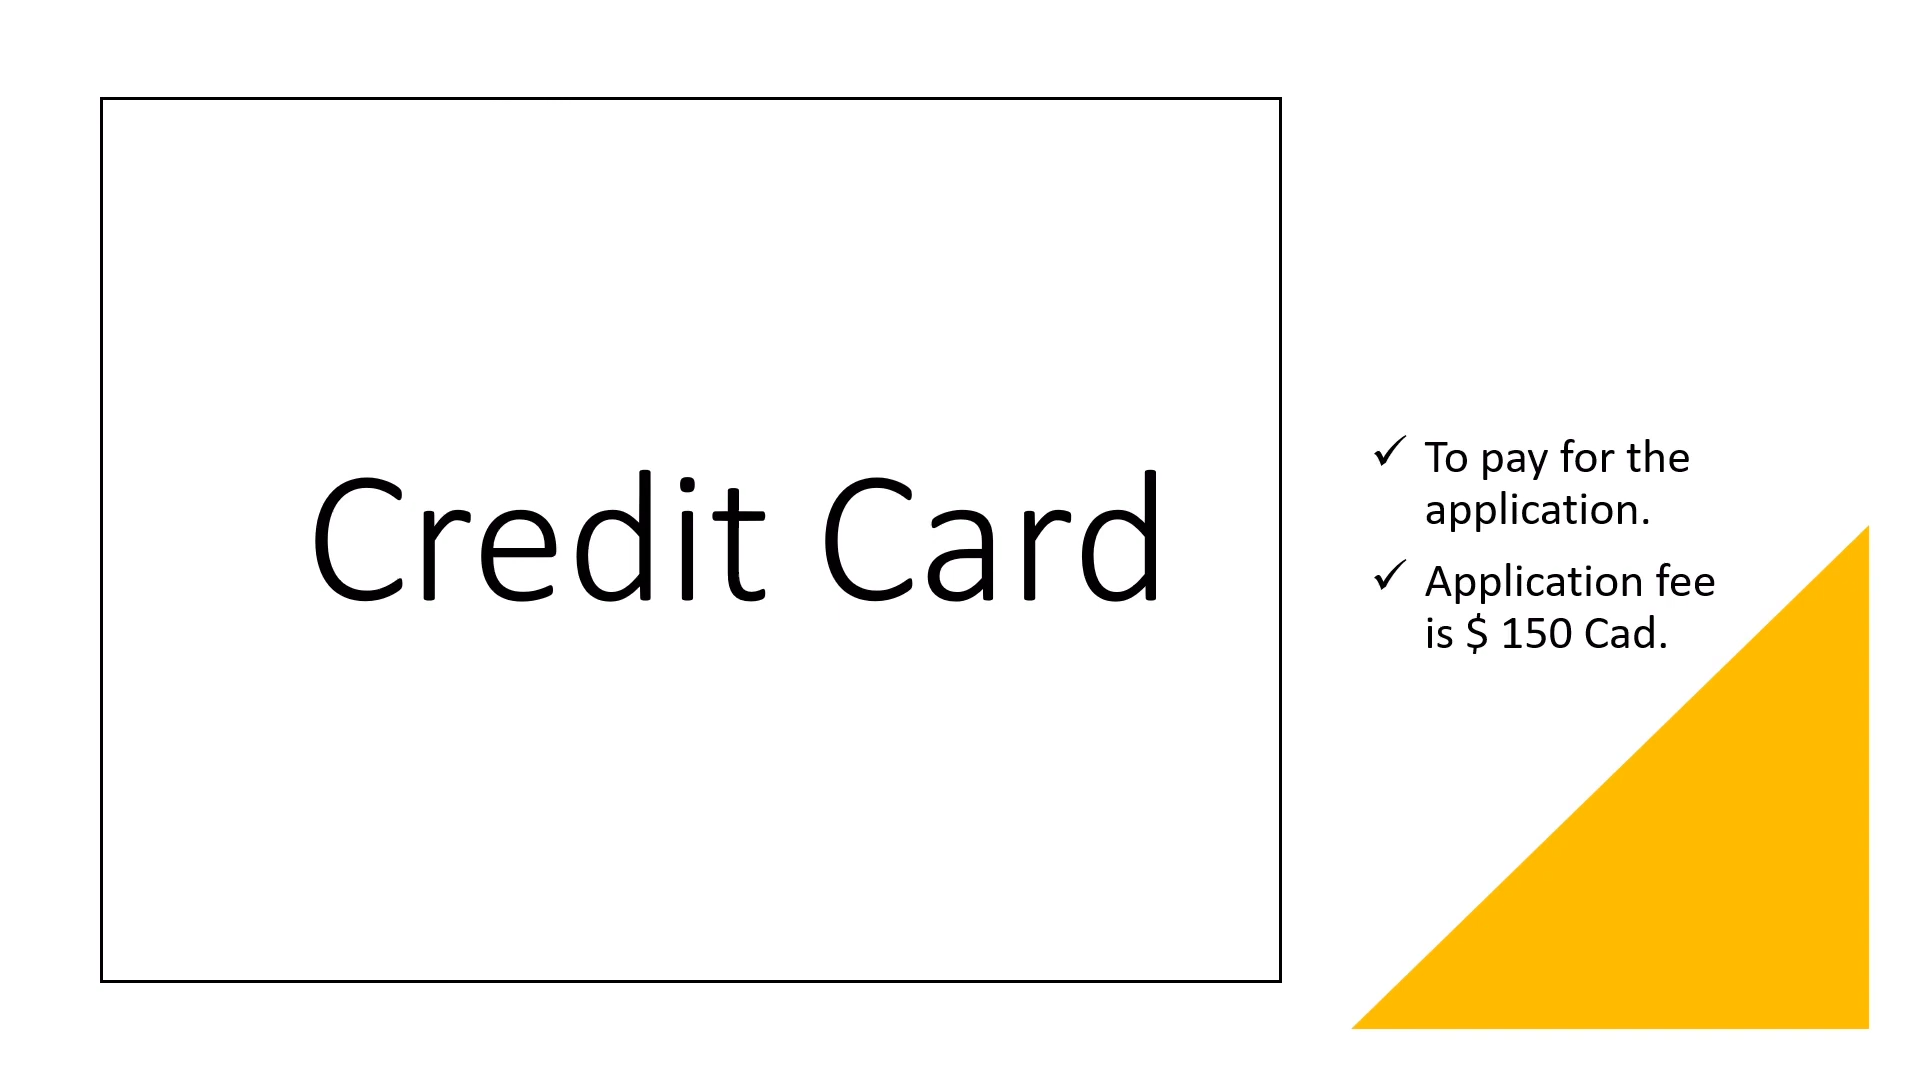 Credit Card
✓ To pay for the
application.
✓ Application fee
is $ 150 Cad.